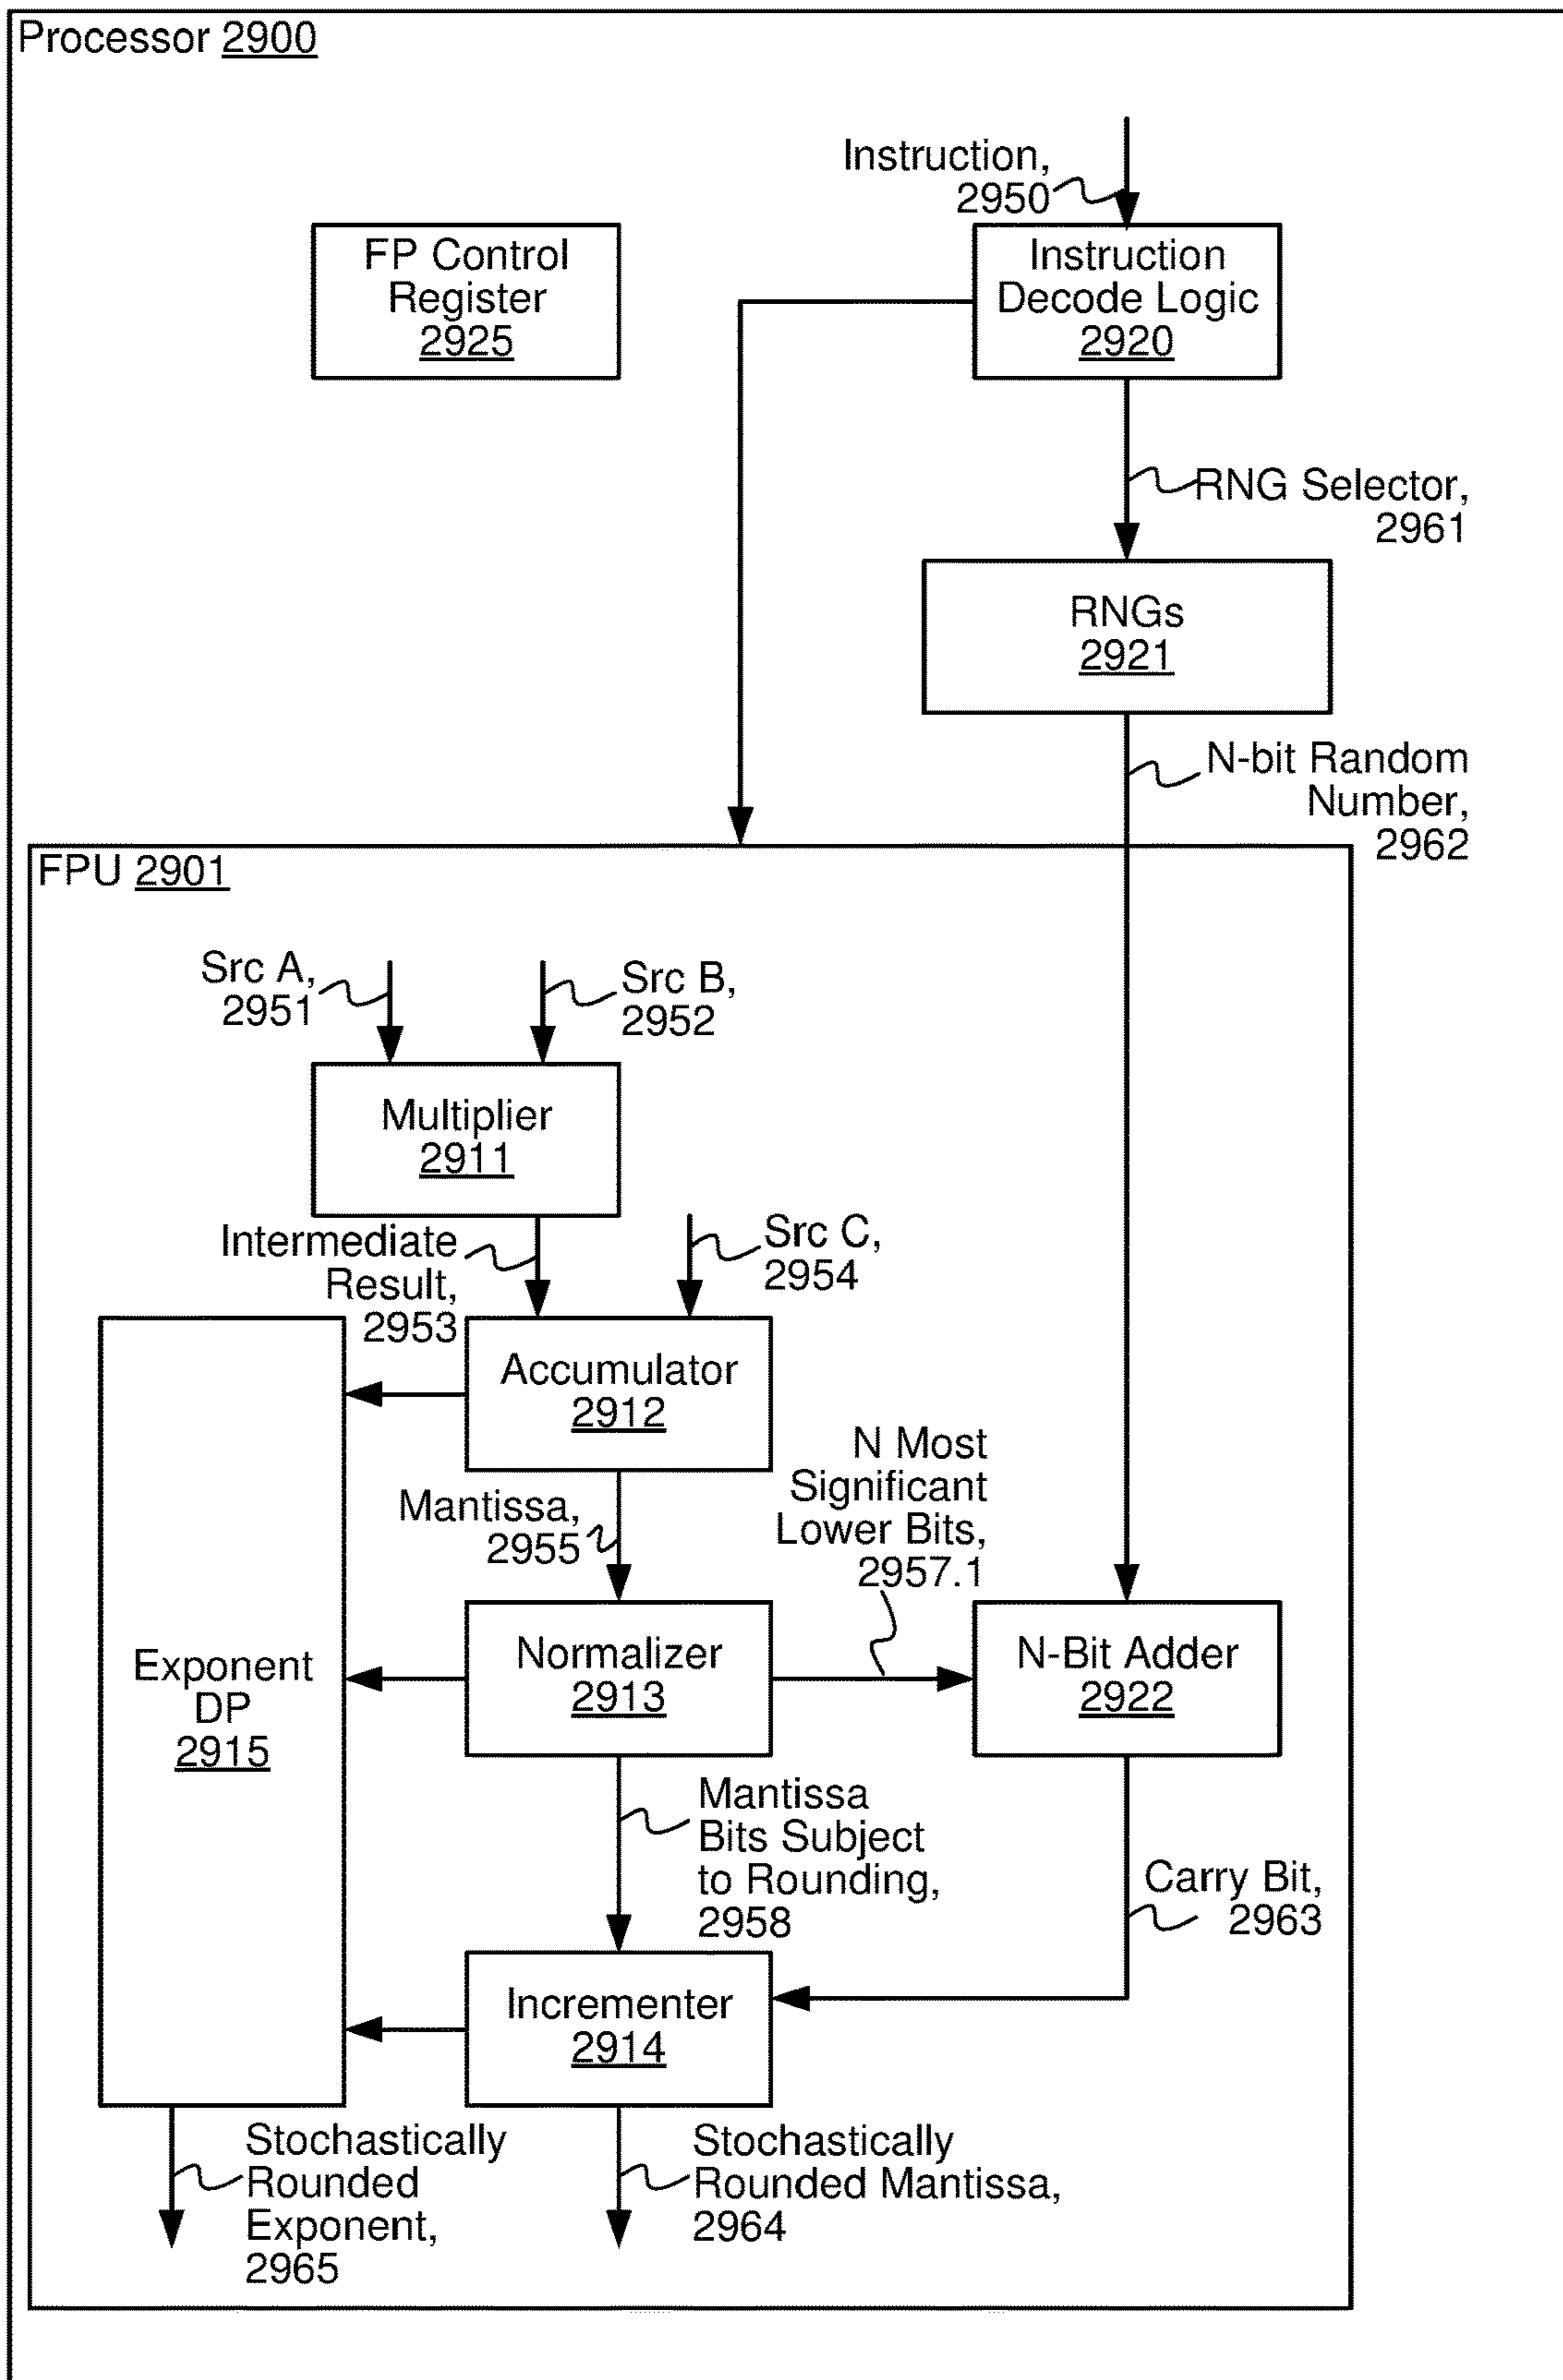 Processor 2900
Instruction,
2950
FP Control
Register
2925
Instruction
Decode Logic
2920
RNG Selector,
2961
RNGs
2921
N-bit Random
Number,
2962
FPU 2901
Src A,
2951
Src B,
2952
Multiplier
2911
Intermediate
Result,
2953
Src C,
2954
Accumulator
2912
N Most
Significant
Lower Bits,
2957.1
Mantissa,
2955
Exponent
DP
2915
Normalizer
2913
N-Bit Adder
2922
Mantissa
Bits Subject
to Rounding,
2958
Carry Bit,
2963
Incrementer
2914
Stochastically
Rounded
Exponent,
2965
Stochastically
Rounded Mantissa,
2964